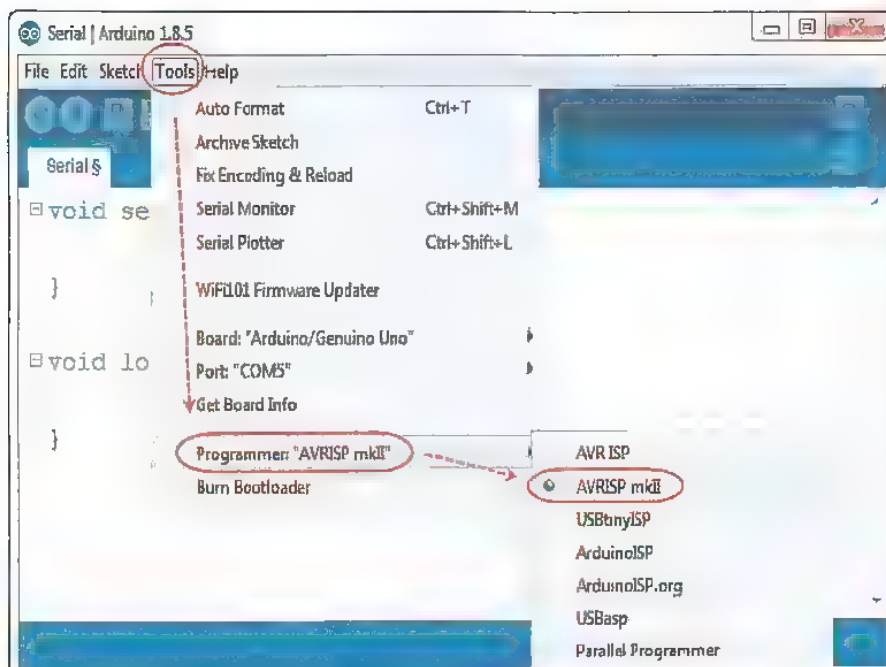 Serial | Arduino 1.8.5
File Edit Sketch Tools Help
Auto Format Ctrl+T
Archive Sketch
Serial §
Fix Encoding & Reload
void se
Serial Monitor Ctrl+Shift+M
Serial Plotter Ctrl+Shift+L
}
WiFi101 Firmware Updater
Board: "Arduino/Genuino Uno"
void lo
Port: "COM5"
Get Board Info
}
Programmer: "AVRISP mkII"
AVR ISP
Burn Bootloader
AVRISP mkII
USBtinyISP
ArduinoISP
ArduinoISP.org
USBasp
Parallel Programmer